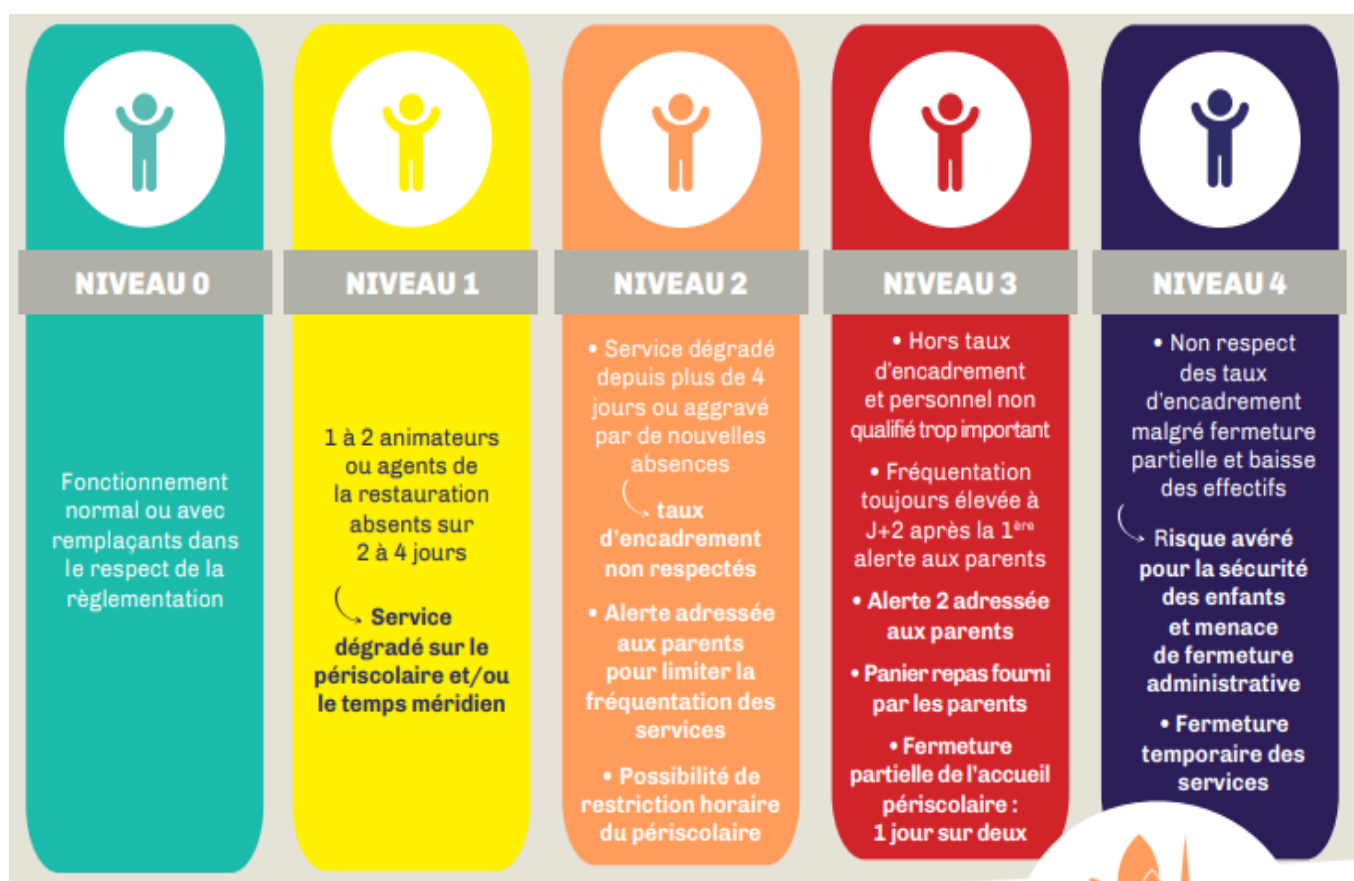 NIVEAU 0
Fonctionnement
normal ou avec
remplaçants dans
le respect de la
règlementation
NIVEAU 1
1 à 2 animateurs
ou agents de
la restauration
absents sur
2 à 4 jours
Service
dégradé sur le
périscolaire et/ou
le temps méridien
NIVEAU 2
• Service dégradé
depuis plus de 4
jours ou aggravé
par de nouvelles
absences
taux
d'encadrement
non respectés
• Alerte adressée
aux parents
pour limiter la
fréquentation des
services
• Possibilité de
restriction horaire
du périscolaire
NIVEAU 3
• Hors taux
d'encadrement
et personnel non
qualifié trop important
• Fréquentation
toujours élevée à
J+2 après la 1ère
alerte aux parents
• Alerte 2 adressée
aux parents
• Panier repas fourni
par les parents
• Fermeture
partielle de l'accueil
périscolaire :
1 jour sur deux
NIVEAU 4
• Non respect
des taux
d'encadrement
malgré fermeture
partielle et baisse
des effectifs
Risque avéré
pour la sécurité
des enfants
et menace
de fermeture
administrative
• Fermeture
temporaire des
services